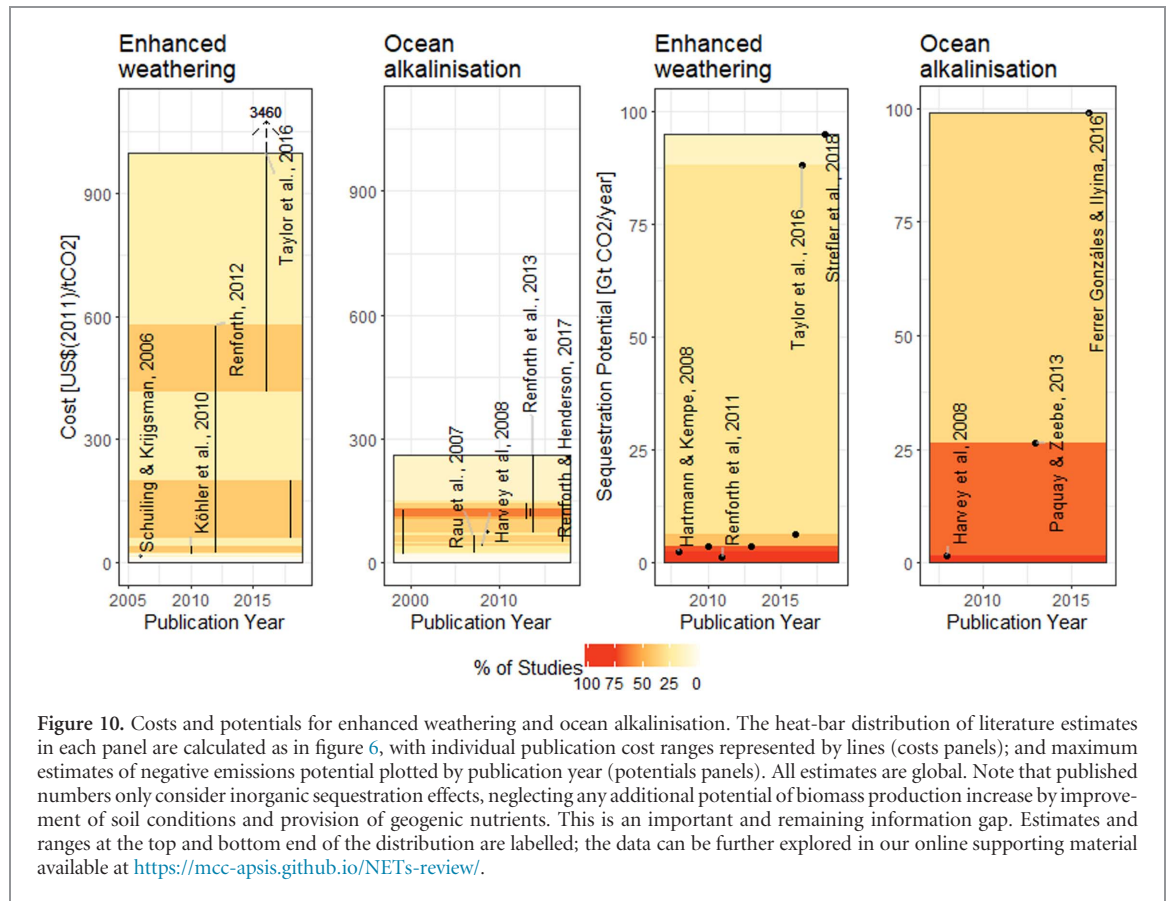 Enhanced
weathering
Ocean
alkalinisation
Enhanced
weathering
Ocean
alkalinisation
Cost [US$(2011)/tCO2]
900
600
300
0
3460
Schuiling & Krijgsman, 2006
Köhler et al., 2010
Renforth, 2012
Taylor et al., 2016
2005
2010
2015
Publication Year
900
600
300
0
Rau et al., 2007
Harvey et al, 2008
Renforth et al., 2013
Renforth & Henderson, 2017
2000
2010
Publication Year
Sequestration Potential [Gt CO2/year]
100
75
50
25
0
Hartmann & Kempe, 2008
Renforth et al, 2011
Taylor et al., 2016
Strefler et al., 2018
2010
2015
Publication Year
100
75
50
25
0
Harvey et al, 2008
Paquay & Zeebe, 2013
Ferrer Gonzáles & Ilyina, 2016
2010
2015
Publication Year
% of Studies
100 75 50 25 0
Figure 10. Costs and potentials for enhanced weathering and ocean alkalinisation. The heat-bar distribution of literature estimates
in each panel are calculated as in figure 6, with individual publication cost ranges represented by lines (costs panels); and maximum
estimates of negative emissions potential plotted by publication year (potentials panels). All estimates are global. Note that published
numbers only consider inorganic sequestration effects, neglecting any additional potential of biomass production increase by improve-
ment of soil conditions and provision of geogenic nutrients. This is an important and remaining information gap. Estimates and
ranges at the top and bottom end of the distribution are labelled; the data can be further explored in our online supporting material
available at https://mcc-apsis.github.io/NETs-review/.